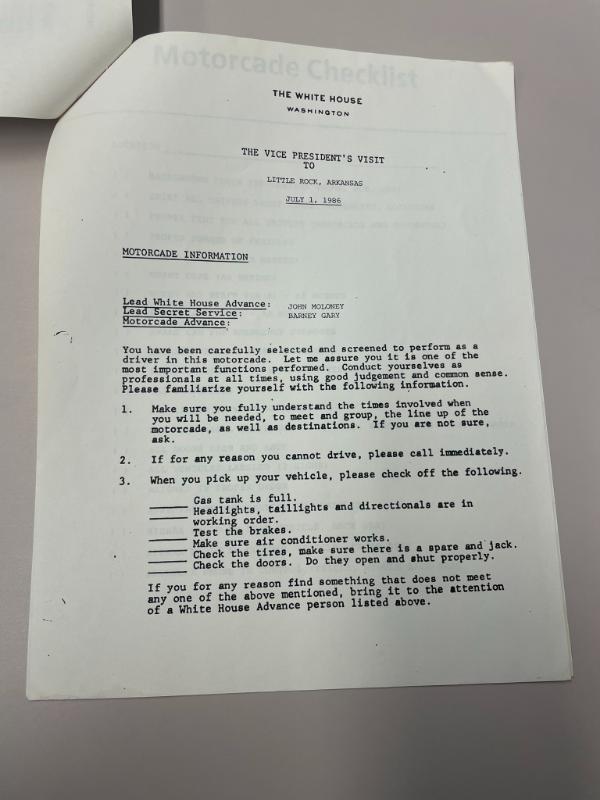 Motorcade Checklist
THE WHITE HOUSE
WASHINGTON
THE VICE PRESIDENT'S VISIT
TO
LITTLE ROCK, ARKANSAS
JULY 1, 1986
MOTORCADE INFORMATION
Lead White House Advance: JOHN MOLONEY
Lead Secret Service: BARNEY GARY
Motorcade Advance:
You have been carefully selected and screened to perform as a
driver in this motorcade. Let me assure you it is one of the
most important functions performed. Conduct yourselves as
professionals at all times, using good judgement and common sense.
Please familiarize yourself with the following information.
1. Make sure you fully understand the times involved when
you will be needed, to meet and group, the line up of the
motorcade, as well as destinations. If you are not sure,
ask.
2. If for any reason you cannot drive, please call immediately.
3. When you pick up your vehicle, please check off the following.
Gas tank is full.
Headlights, taillights and directionals are in
working order.
Test the brakes.
Make sure air conditioner works.
Check the tires, make sure there is a spare and jack.
Check the doors. Do they open and shut properly.
If you for any reason find something that does not meet
any one of the above mentioned, bring it to the attention
of a White House Advance person listed above.